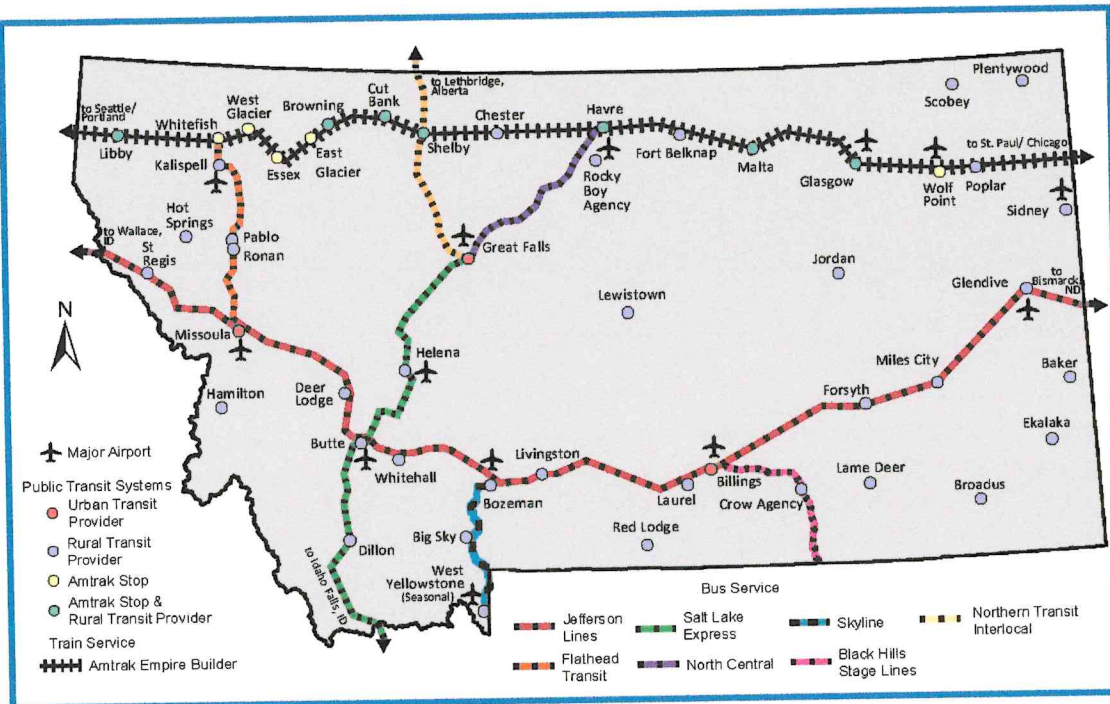 Plentywood
Scobey
to Lethbridge,
Alberta
Cut
Bank
Browning
West
Glacier
to Seattle/
Portland
Whitefish
Chester
Havre
Libby
Kalispell
Essex
East
Glacier
Shelby
Fort Belknap
Malta
Glasgow
to St. Paul/ Chicago
Wolf
Point
Poplar
Rocky
Boy
Agency
Sidney
Hot
Springs
to Wallace,
ID
St
Regis
Pablo
Ronan
Great Falls
Jordan
Glendive
to
Bismarck,
ND
Lewistown
N
Missoula
Helena
Miles City
Baker
Hamilton
Deer
Lodge
Forsyth
Ekalaka
Butte
Whitehall
Livingston
Bozeman
Laurel
Billings
Crow Agency
Lame Deer
Broadus
Red Lodge
Big Sky
Dillon
West
Yellowstone
(Seasonal)
to Idaho Falls, ID
Major Airport
Public Transit Systems
Urban Transit
Provider
Rural Transit
Provider
Amtrak Stop
Amtrak Stop &
Rural Transit Provider
Train Service
Amtrak Empire Builder
Bus Service
Jefferson
Lines
Salt Lake
Express
Skyline
Northern Transit
Interlocal
Flathead
Transit
North Central
Black Hills
Stage Lines